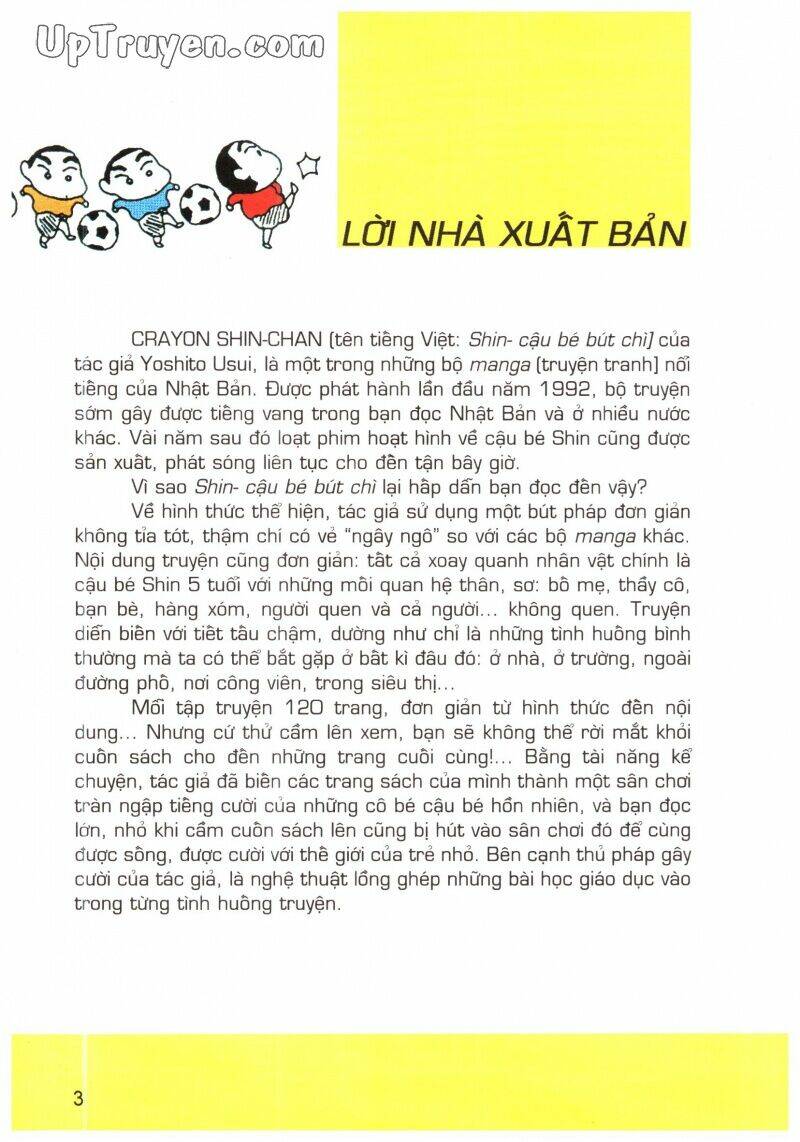 UpTruyen.com
LỜI NHÀ XUẤT BẢN
CRAYON SHIN-CHAN (tên tiếng Việt: Shin- cậu bé bút chì) của
tác giả Yoshito Usui, là một trong những bộ manga (truyện tranh) nổi
tiếng của Nhật Bản. Được phát hành lần đầu năm 1992, bộ truyện
sớm gây được tiếng vang trong bạn đọc Nhật Bản và ở nhiều nước
khác. Vài năm sau đó loạt phim hoạt hình về cậu bé Shin cũng được
sản xuất, phát sóng liên tục cho đến tận bây giờ.
Vì sao Shin- cậu bé bút chì lại hấp dẫn bạn đọc đến vậy?
Về hình thức thể hiện, tác giả sử dụng một bút pháp đơn giản
không tỉa tót, thậm chí có vẻ “ngây ngô” so với các bộ manga khác.
Nội dung truyện cũng đơn giản: tất cả xoay quanh nhân vật chính là
cậu bé Shin 5 tuổi với những mối quan hệ thân, sơ: bố mẹ, thầy cô,
bạn bè, hàng xóm, người quen và cả người... không quen. Truyện
diễn biến với tiết tấu chậm, dường như chỉ là những tình huống bình
thường mà ta có thể bắt gặp ở bất kì đâu đó: ở nhà, ở trường, ngoài
đường phố, nơi công viên, trong siêu thị...
Mỗi tập truyện 120 trang, đơn giản từ hình thức đến nội
dung... Nhưng cứ thử cầm lên xem, bạn sẽ không thể rời mắt khỏi
cuốn sách cho đến những trang cuối cùng!... Bằng tài năng kể
chuyện, tác giả đã biến các trang sách của mình thành một sân chơi
tràn ngập tiếng cười của những cô bé cậu bé hồn nhiên, và bạn đọc
lớn, nhỏ khi cầm cuốn sách lên cũng bị hút vào sân chơi đó để cùng
được sống, được cười với thế giới của trẻ nhỏ. Bên cạnh thủ pháp gây
cười của tác giả, là nghệ thuật lồng ghép những bài học giáo dục vào
trong từng tình huống truyện.
3